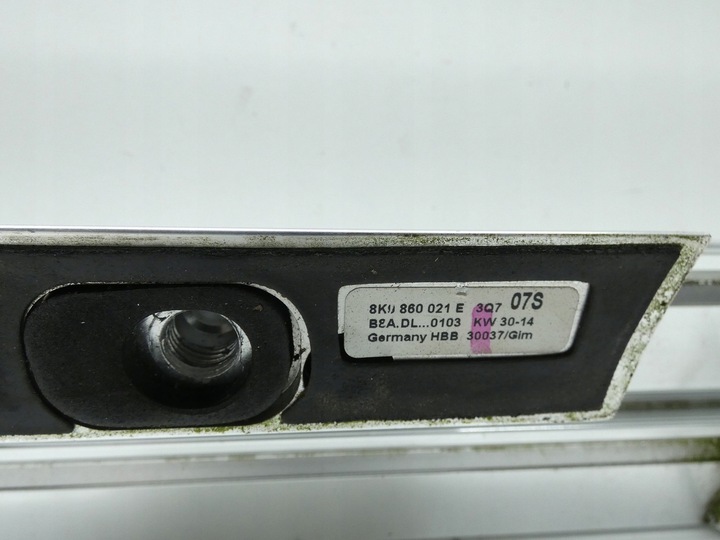 8K9 860 021 E 3Q7 07S
B8A.DL...0103 KW 30-14
Germany HBB 30037/Gim